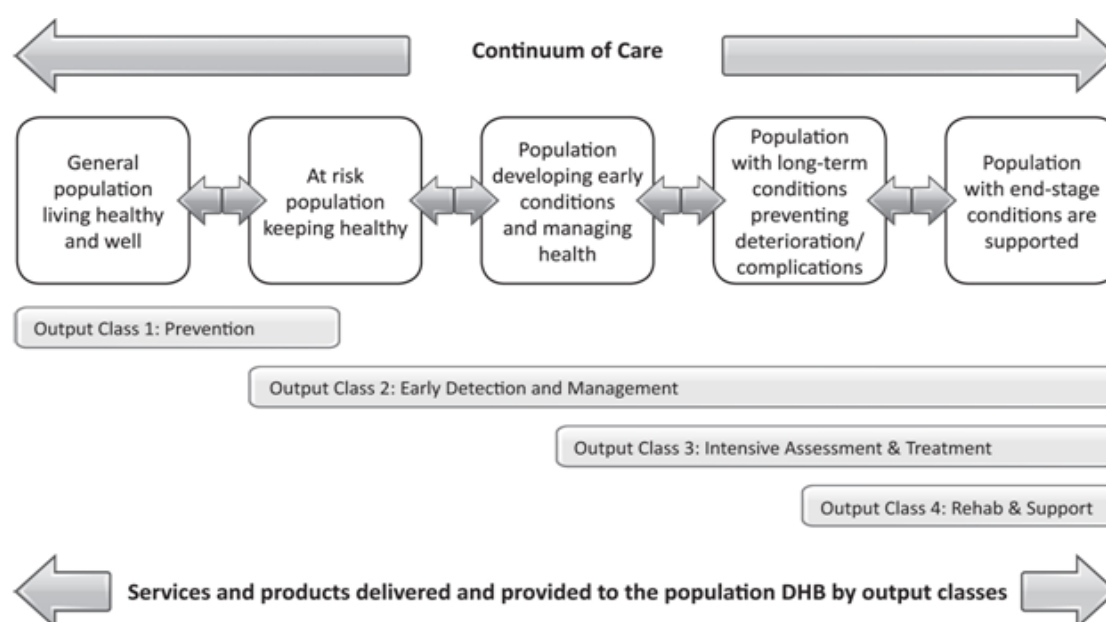 Continuum of Care
General
population
living healthy
and well
At risk
population
keeping healthy
Population
developing early
conditions
and managing
health
Population
with long-term
conditions
preventing
deterioration/
complications
Population
with end-stage
conditions are
supported
Output Class 1: Prevention
Output Class 2: Early Detection and Management
Output Class 3: Intensive Assessment & Treatment
Output Class 4: Rehab & Support
Services and products delivered and provided to the population DHB by output classes